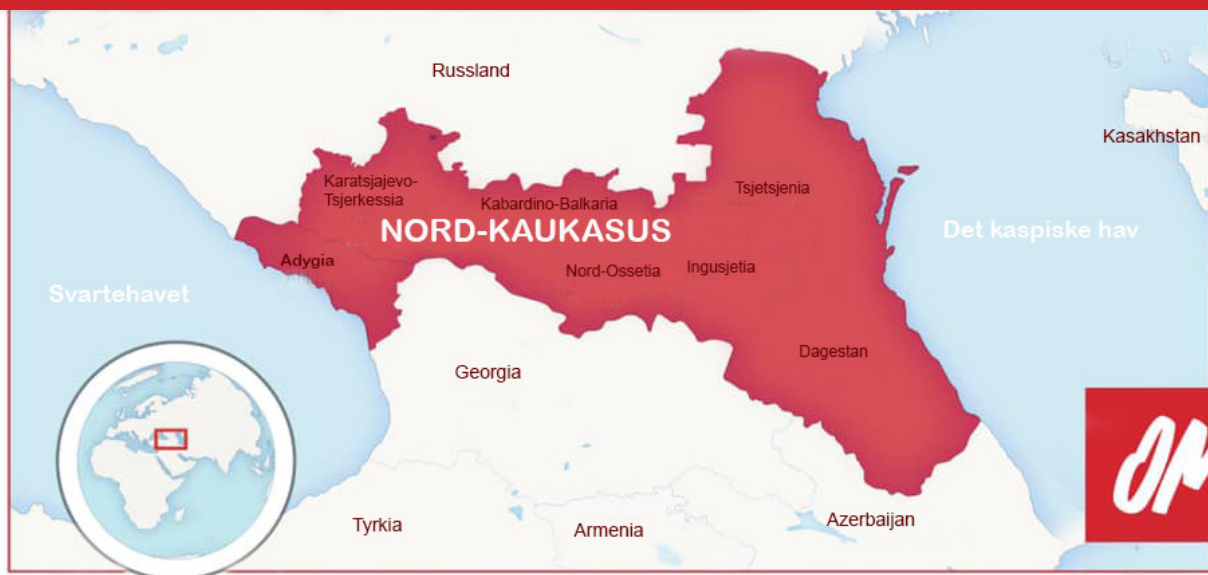 Russland
Kasakhstan
Karatsjajevo-
Tsjerkessia
Kabardino-Balkaria
Tsjetsjenia
NORD-KAUKASUS
Det kaspiske hav
Adygia
Nord-Ossetia
Ingusjetia
Svartehavet
Dagestan
Georgia
Tyrkia
Armenia
Azerbaijan
OM